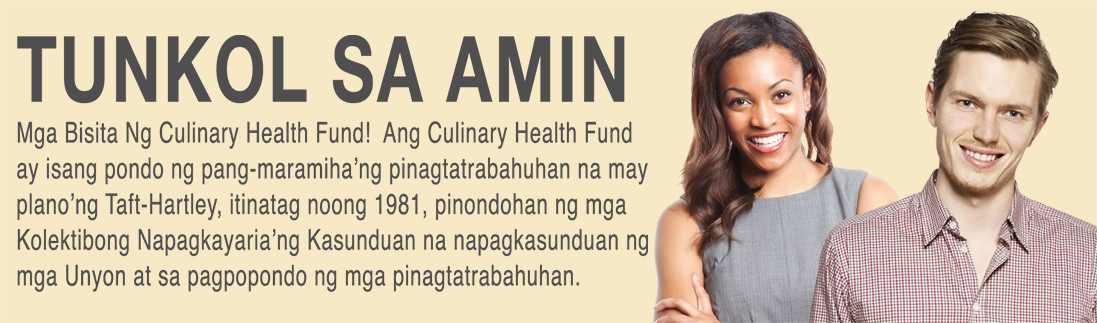 TUNKOL SA AMIN
Mga Bisita Ng Culinary Health Fund!  Ang Culinary Health Fund
ay isang pondo ng pang-maramiha’ng pinagtatrabahuhan na may
plano’ng Taft-Hartley, itinatag noong 1981, pinondohan ng mga
Kolektibong Napagkayaria’ng Kasunduan na napagkasunduan ng
mga Unyon at sa pagpopondo ng mga pinagtatrabahuhan.